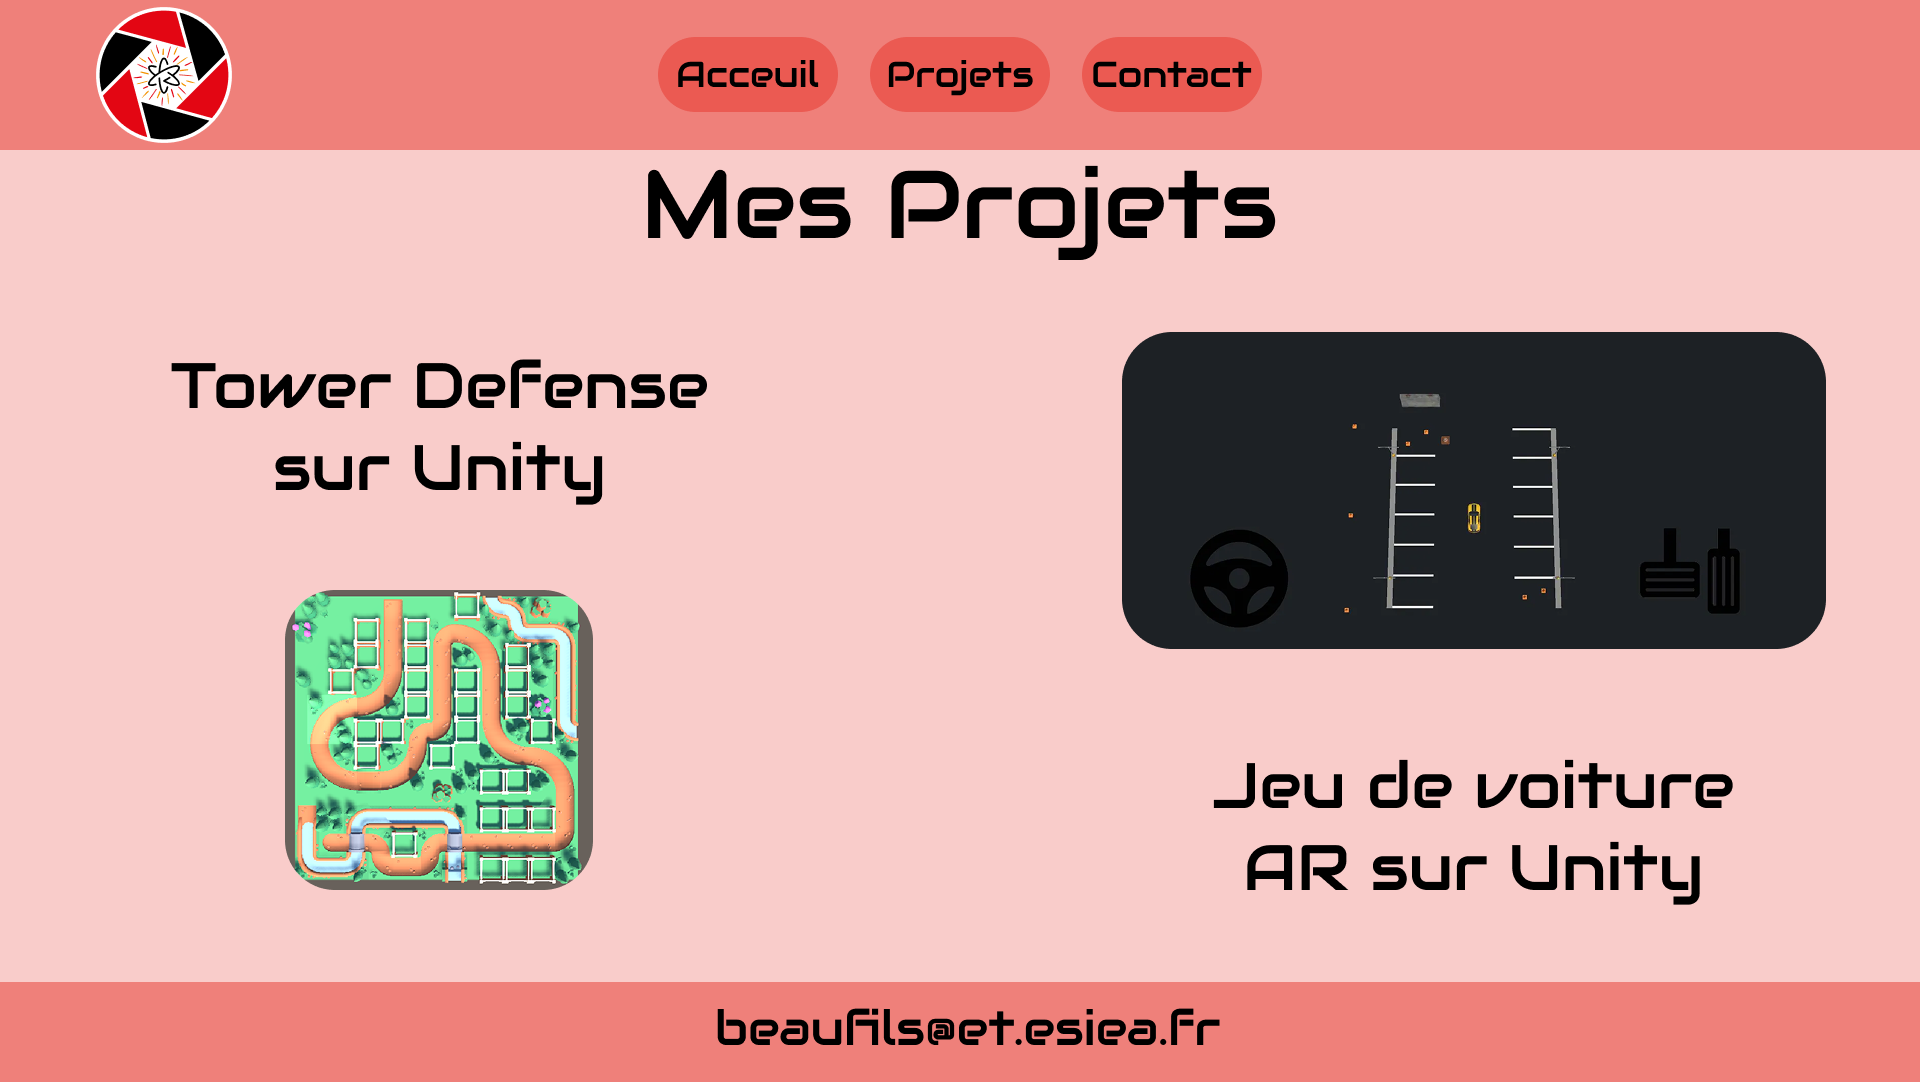 Acceuil
Projets
Contact
Mes Projets
Tower Defense
sur Unity
Jeu de voiture
AR sur Unity
beaufils@et.esiea.fr